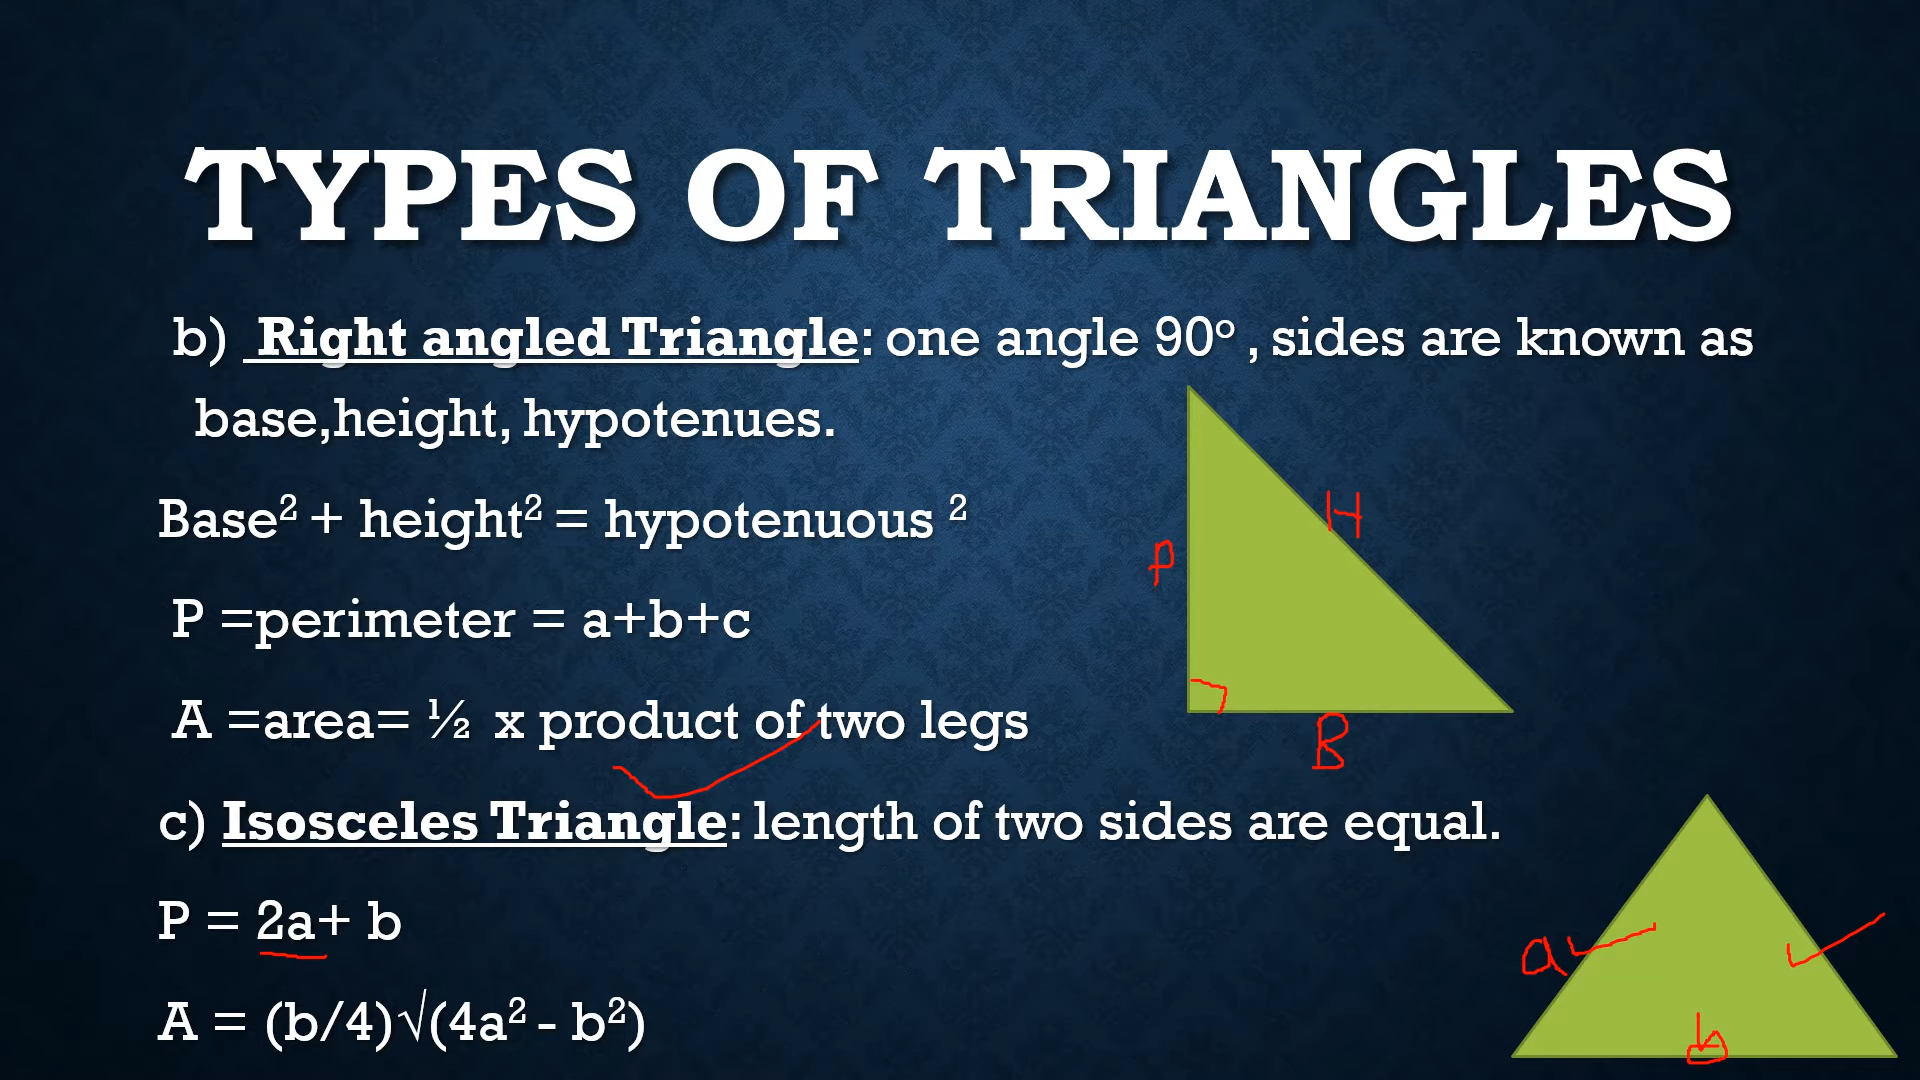 TYPES OF TRIANGLES
b) Right angled Triangle: one angle 90º , sides are known as
base,height, hypotenues.
Base² + height² = hypotenuous ²
H
P
P =perimeter = a+b+c
A =area= ½ x product of two legs
B
c) Isosceles Triangle: length of two sides are equal.
P = 2a+ b
a
A = (b/4)√(4a² - b²)
b